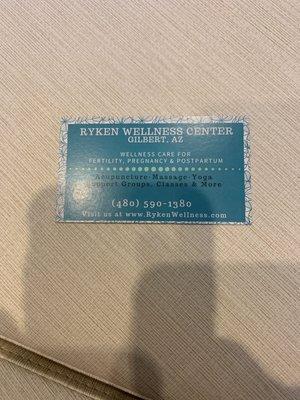 RYKEN WELLNESS CENTER
GILBERT, AZ
WELLNESS CARE FOR
FERTILITY, PREGNANCY & POSTPARTUM
Acupuncture·Massage·Yoga
Support Groups, Classes & More
(480) 590-1380
Visit us at www.RykenWellness.com